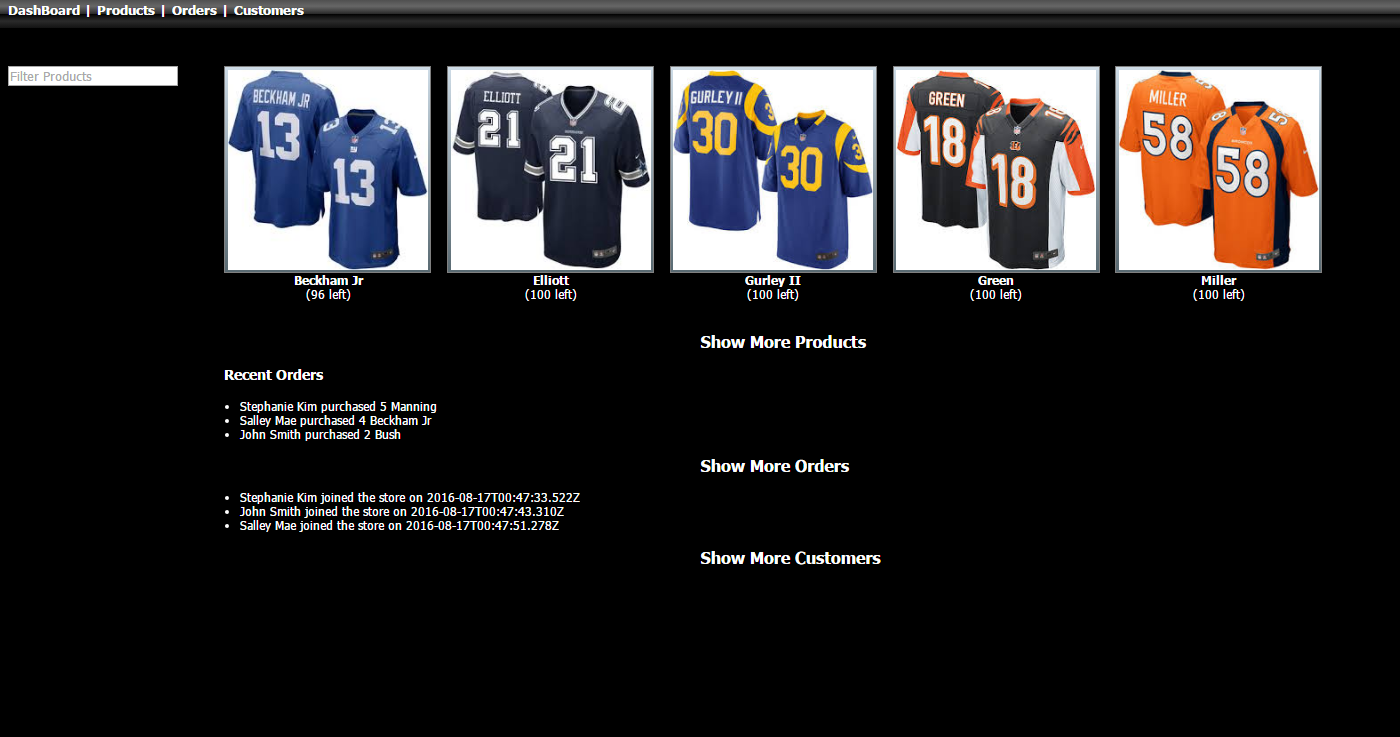 DashBoard | Products | Orders | Customers
Filter Products
BECKHAM JR
13
13
13
ELLIOTT
21
21
GURLEY II
30
30
3
3
GREEN
18
18
18
MILLER
58
58
Beckham Jr
(96 left)
Elliott
(100 left)
Gurley II
(100 left)
Green
(100 left)
Miller
(100 left)
Show More Products
Recent Orders
• Stephanie Kim purchased 5 Manning
• Salley Mae purchased 4 Beckham Jr
• John Smith purchased 2 Bush
Show More Orders
• Stephanie Kim joined the store on 2016-08-17T00:47:33.522Z
• John Smith joined the store on 2016-08-17T00:47:43.310Z
• Salley Mae joined the store on 2016-08-17T00:47:51.278Z
Show More Customers